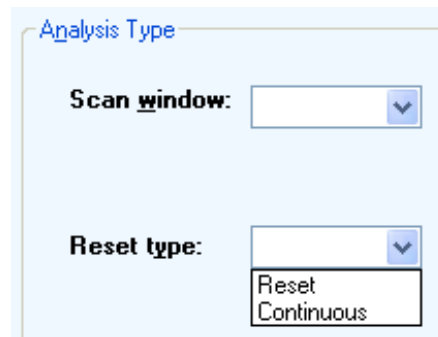 Analysis Type
Scan window:
Reset type:
Reset
Continuous